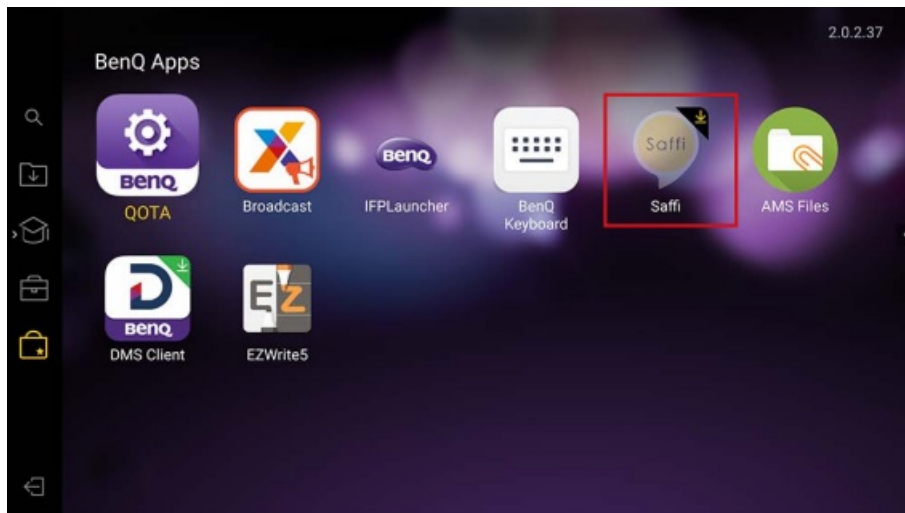 2.0.2.37
BenQ Apps
BenQ
QOTA
Broadcast
BenQ
IFPLauncher
BenQ
Keyboard
Saffi
Saffi
AMS Files
D
BenQ
DMS Client
EZ
EZWrite5